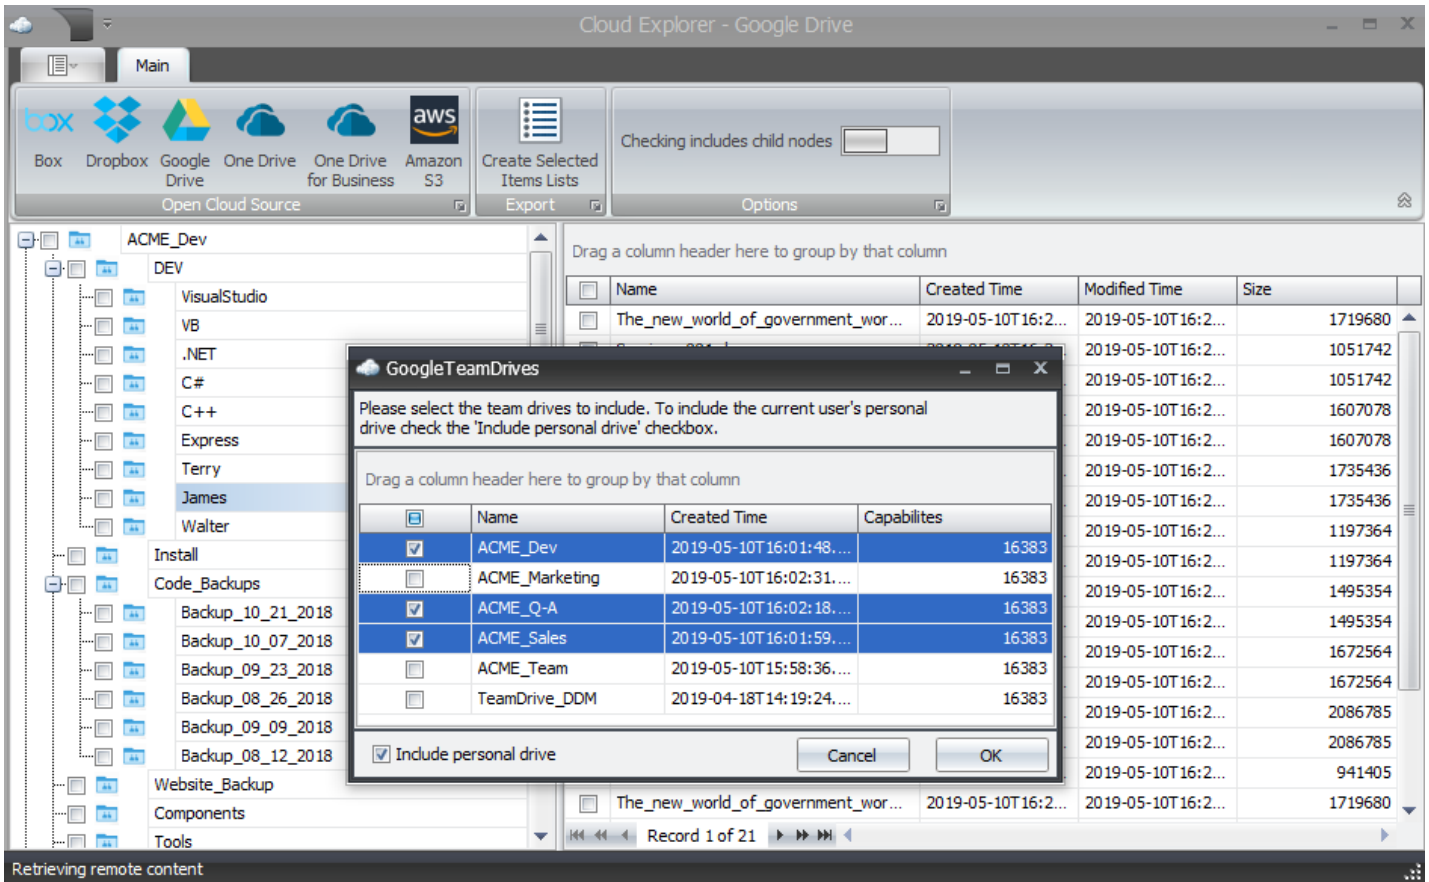 Cloud Explorer - Google Drive
Main
box
aws
Box
Dropbox
Google Drive
One Drive
One Drive for Business
Amazon S3
Create Selected Items Lists
Checking includes child nodes
Open Cloud Source
Export
Options
ACME_Dev
DEV
VisualStudio
VB
.NET
C#
C++
Express
Terry
James
Walter
Install
Code_Backups
Backup_10_21_2018
Backup_10_07_2018
Backup_09_23_2018
Backup_08_26_2018
Backup_09_09_2018
Backup_08_12_2018
Website_Backup
Components
Tools
Drag a column header here to group by that column
Name Created Time Modified Time Size
The_new_world_of_government_wor... 2019-05-10T16:2... 2019-05-10T16:2... 1719680
2019-05-10T16:2... 1051742
2019-05-10T16:2... 1051742
2019-05-10T16:2... 1607078
2019-05-10T16:2... 1607078
2019-05-10T16:2... 1735436
2019-05-10T16:2... 1735436
2019-05-10T16:2... 1197364
2019-05-10T16:2... 1197364
2019-05-10T16:2... 1495354
2019-05-10T16:2... 1495354
2019-05-10T16:2... 1672564
2019-05-10T16:2... 1672564
2019-05-10T16:2... 2086785
2019-05-10T16:2... 2086785
2019-05-10T16:2... 941405
The_new_world_of_government_wor... 2019-05-10T16:2... 2019-05-10T16:2... 1719680
Record 1 of 21
GoogleTeamDrives
Please select the team drives to include. To include the current user's personal
drive check the 'Include personal drive' checkbox.
Drag a column header here to group by that column
Name Created Time Capabilites
ACME_Dev 2019-05-10T16:01:48.... 16383
ACME_Marketing 2019-05-10T16:02:31.... 16383
ACME_Q-A 2019-05-10T16:02:18.... 16383
ACME_Sales 2019-05-10T16:01:59.... 16383
ACME_Team 2019-05-10T15:58:36.... 16383
TeamDrive_DDM 2019-04-18T14:19:24.... 16383
Include personal drive
Cancel
OK
Retrieving remote content